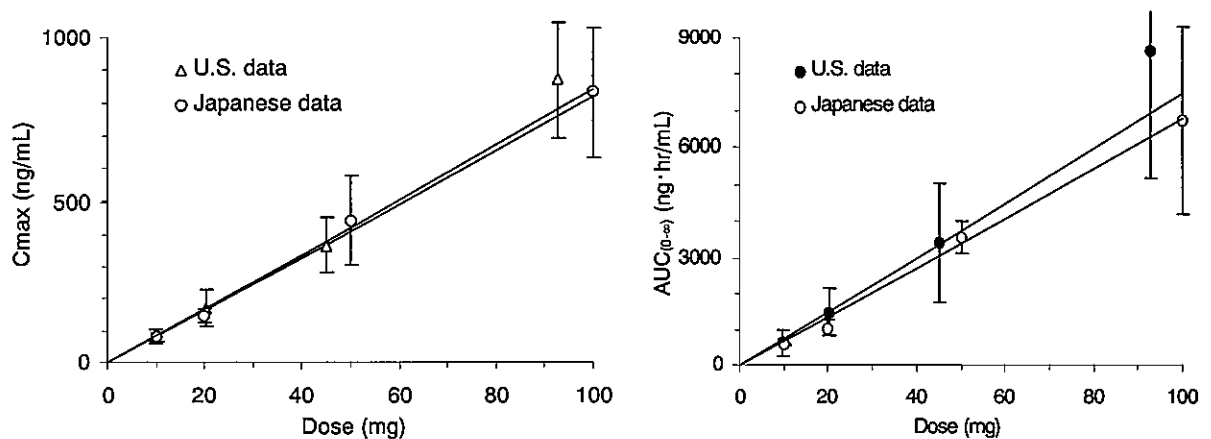 1000
500
0
Cmax (ng/mL)
U.S. data
Japanese data
0 20 40 60 80 100
Dose (mg)
9000
6000
3000
0
AUC(0-∞) (ng·hr/mL)
U.S. data
Japanese data
0 20 40 60 80 100
Dose (mg)